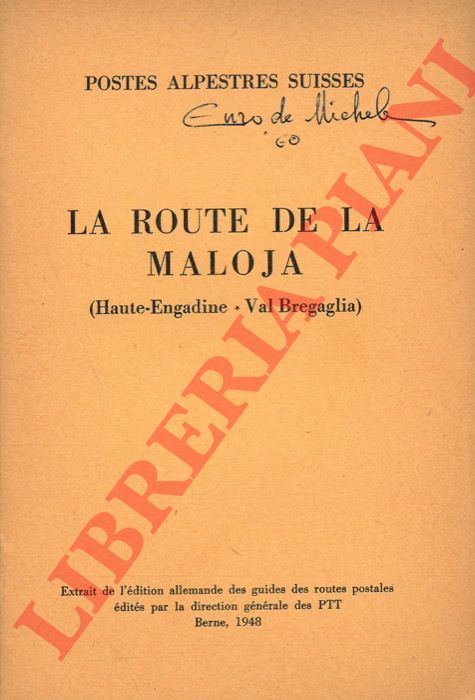 POSTES ALPESTRES SUISSES
Enzo de Michele
60
LA ROUTE DE LA
MALOJA
(Haute-Engadine * Val Bregaglia)
Extrait de l'édition allemande des guides des routes postales
édités par la direction générale des PTT
Berne, 1948
LIBRERIA PIANI